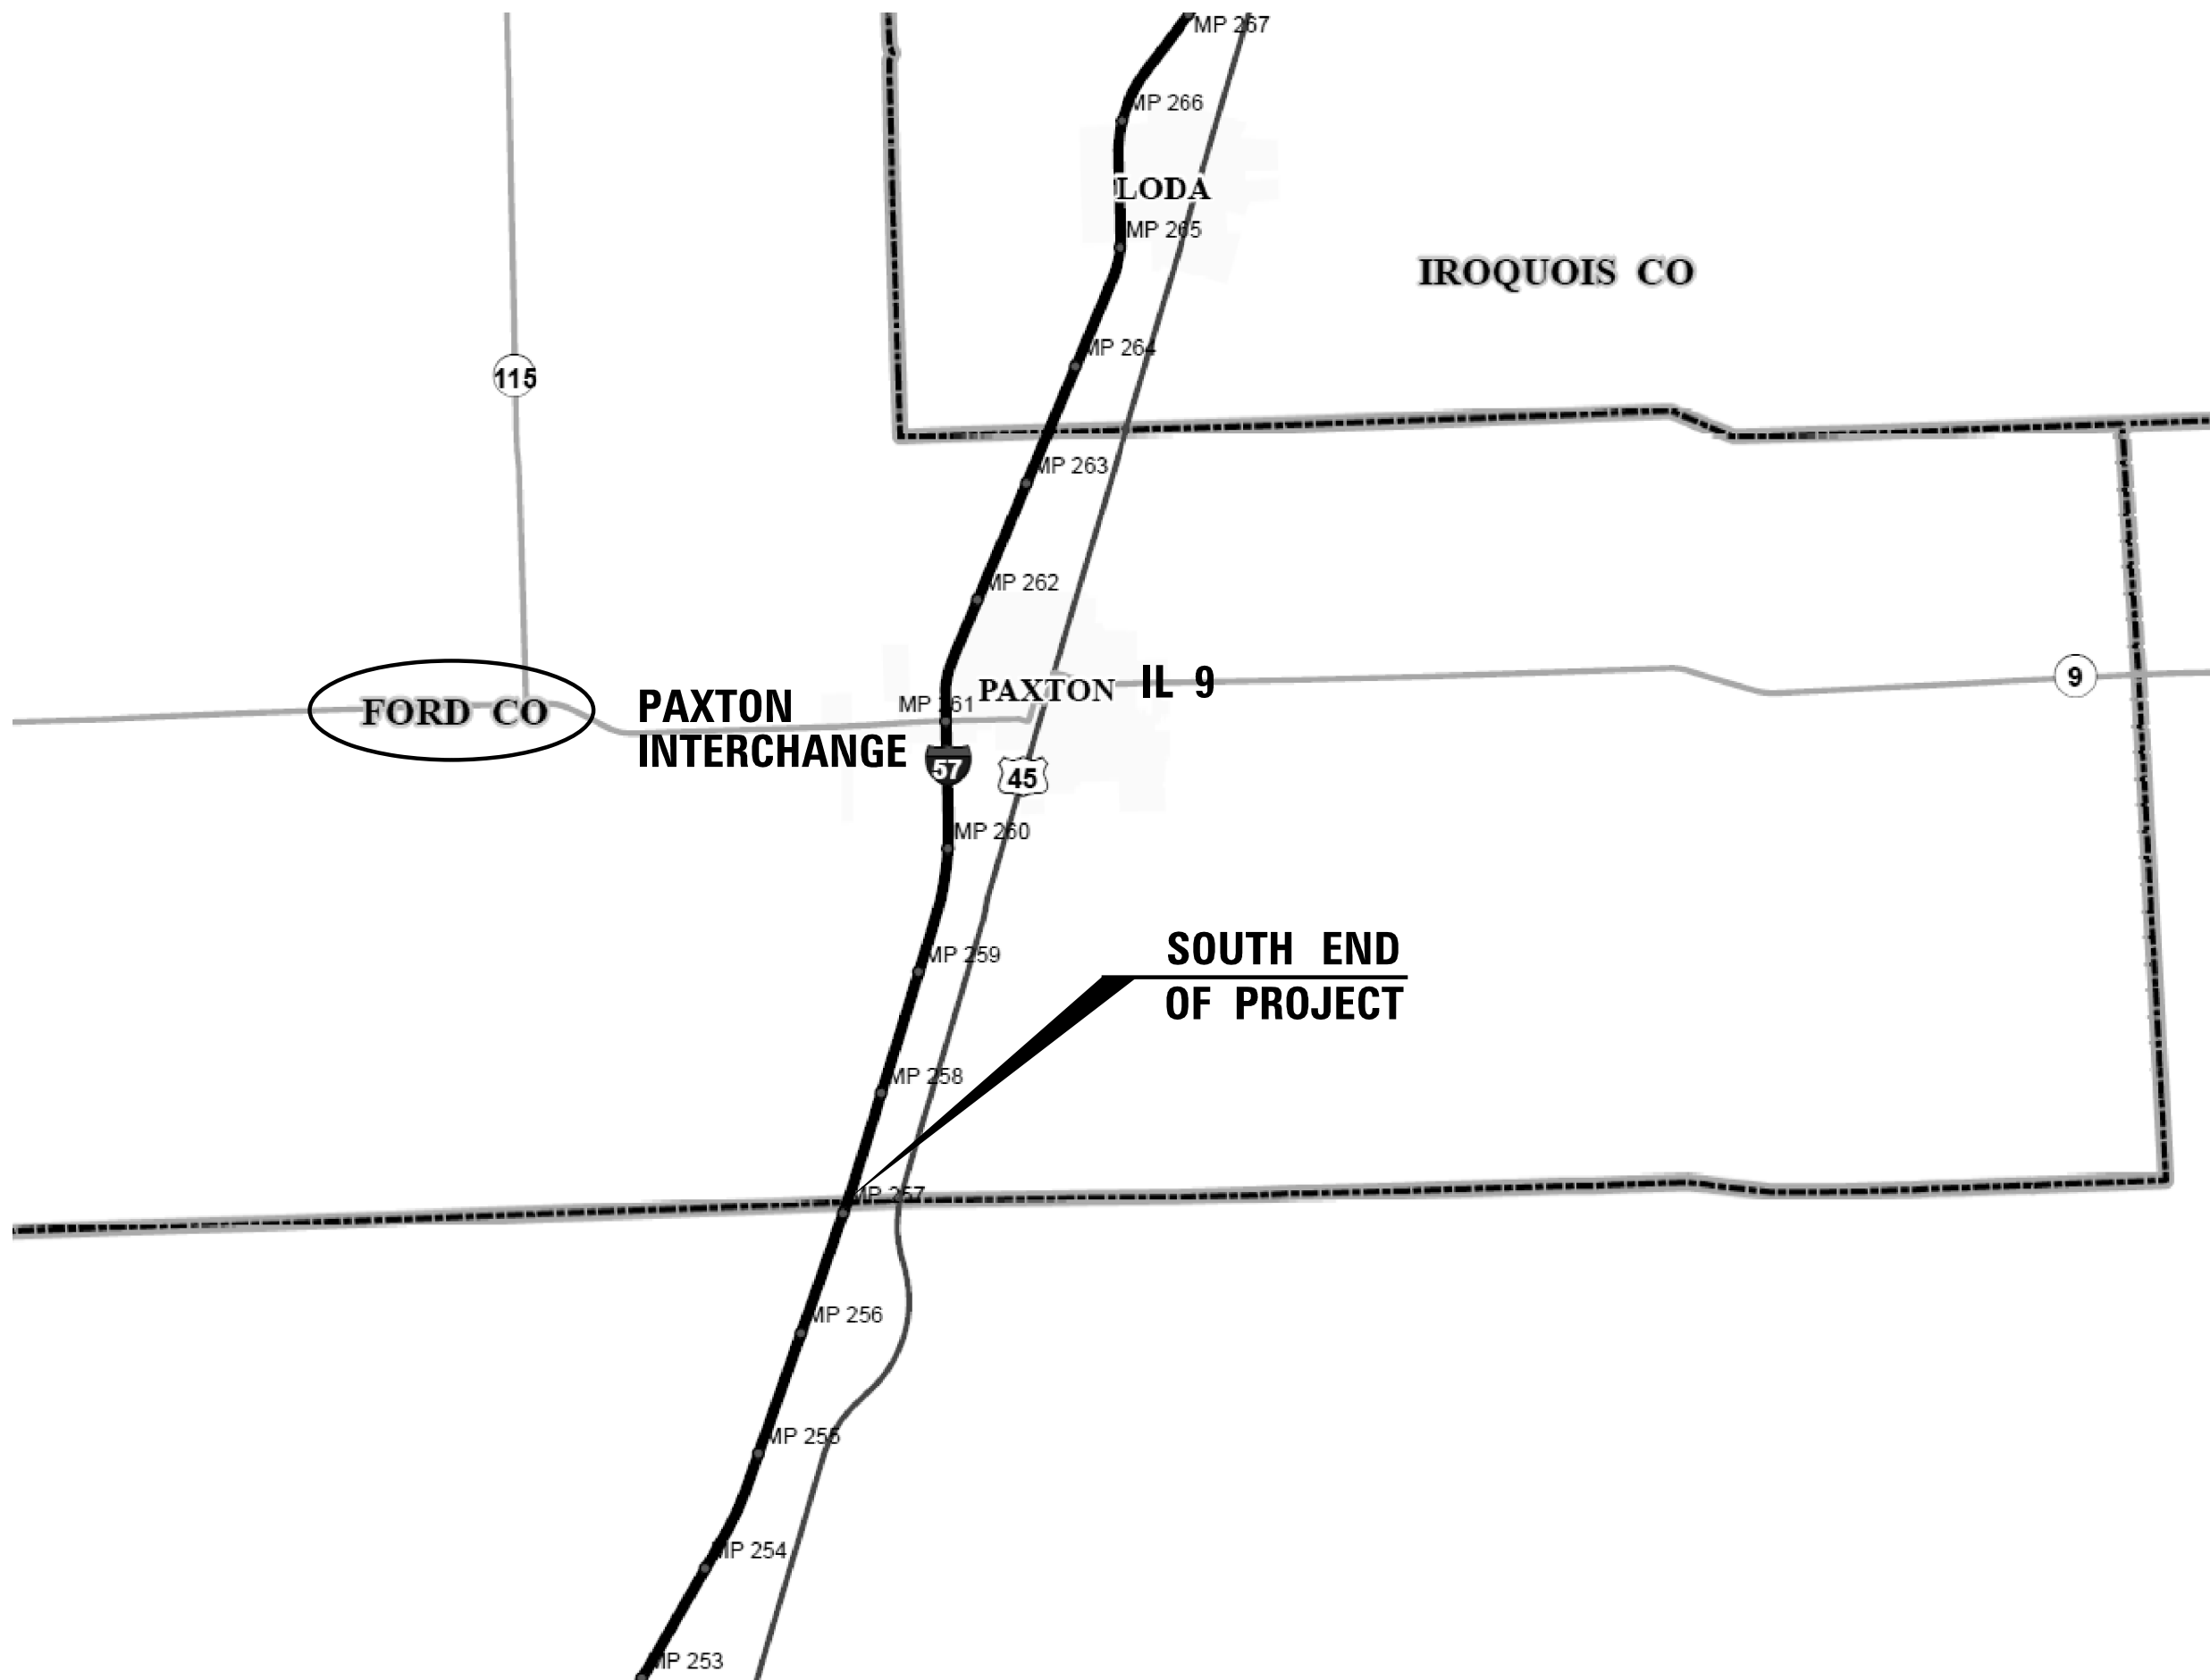 MP 267
MP 266
LODA
MP 265
IROQUOIS CO
MP 264
115
MP 263
MP 262
9
IL 9
PAXTON
MP 261
FORD CO
PAXTON
INTERCHANGE
57
45
MP 260
SOUTH END
OF PROJECT
MP 259
MP 258
MP 257
MP 256
MP 255
MP 254
MP 253